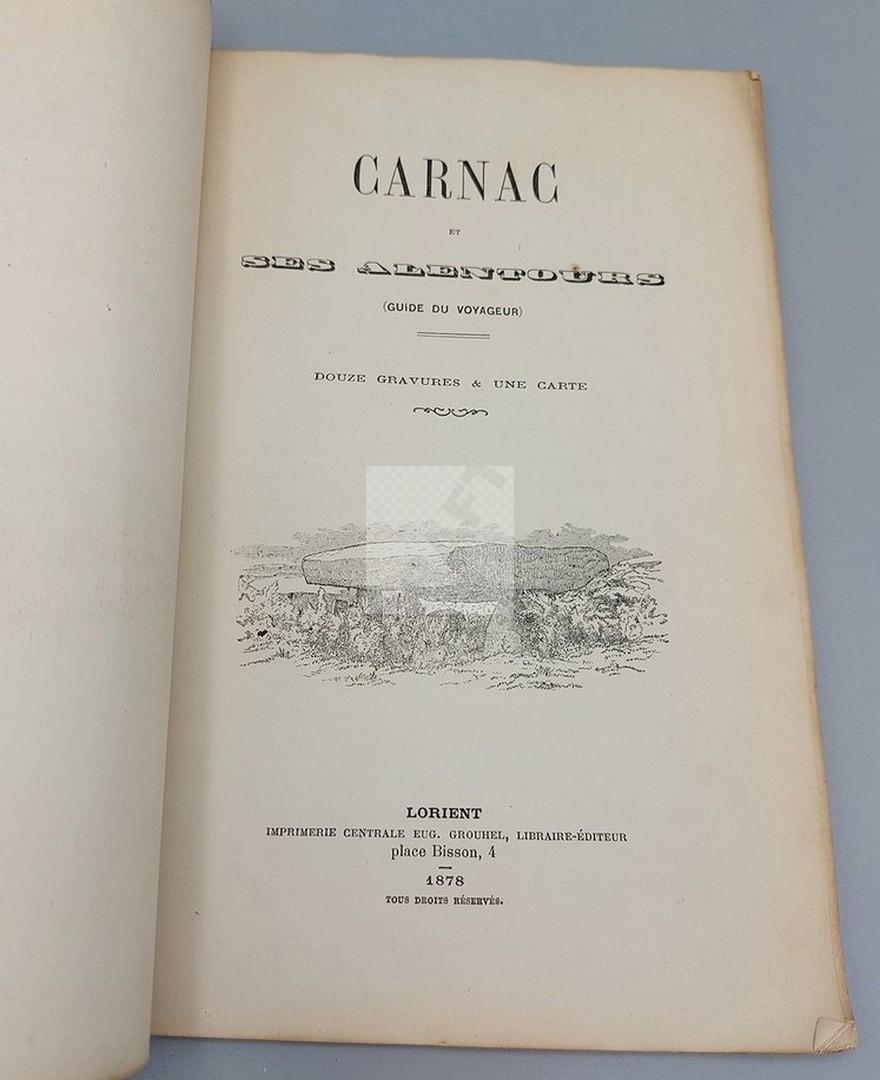 CARNAC
ET
SES ALENTOURS
(GUIDE DU VOYAGEUR)
DOUZE GRAVURES & UNE CARTE
LORIENT
IMPRIMERIE CENTRALE EUG. GROUHEL, LIBRAIRE-ÉDITEUR
place Bisson, 4
1878
TOUS DROITS RÉSERVÉS.